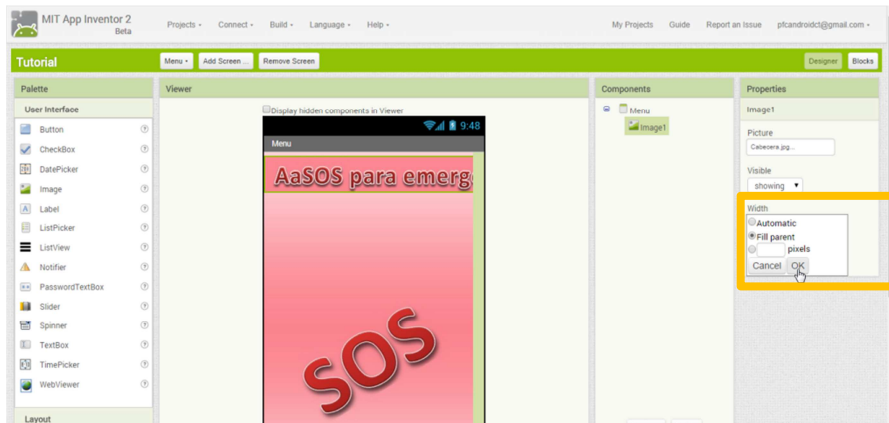 MIT App Inventor 2
Beta
Projects Connect Build Language Help
My Projects Guide Report an Issue pfcandroidct@gmail.com
Tutorial
Menu Add Screen ... Remove Screen
Designer Blocks
Palette
User Interface
Button
CheckBox
DatePicker
Image
A Label
ListPicker
ListView
Notifier
PasswordTextBox
Slider
Spinner
TextBox
TimePicker
WebViewer
Layout
Viewer
Display hidden components in Viewer
9:48
Menu
AaSOS para emerg
SOS
Components
Menu
Image1
Properties
Image1
Picture
Cabecera.jpg...
Visible
showing
Width
Automatic
Fill parent
pixels
Cancel OK